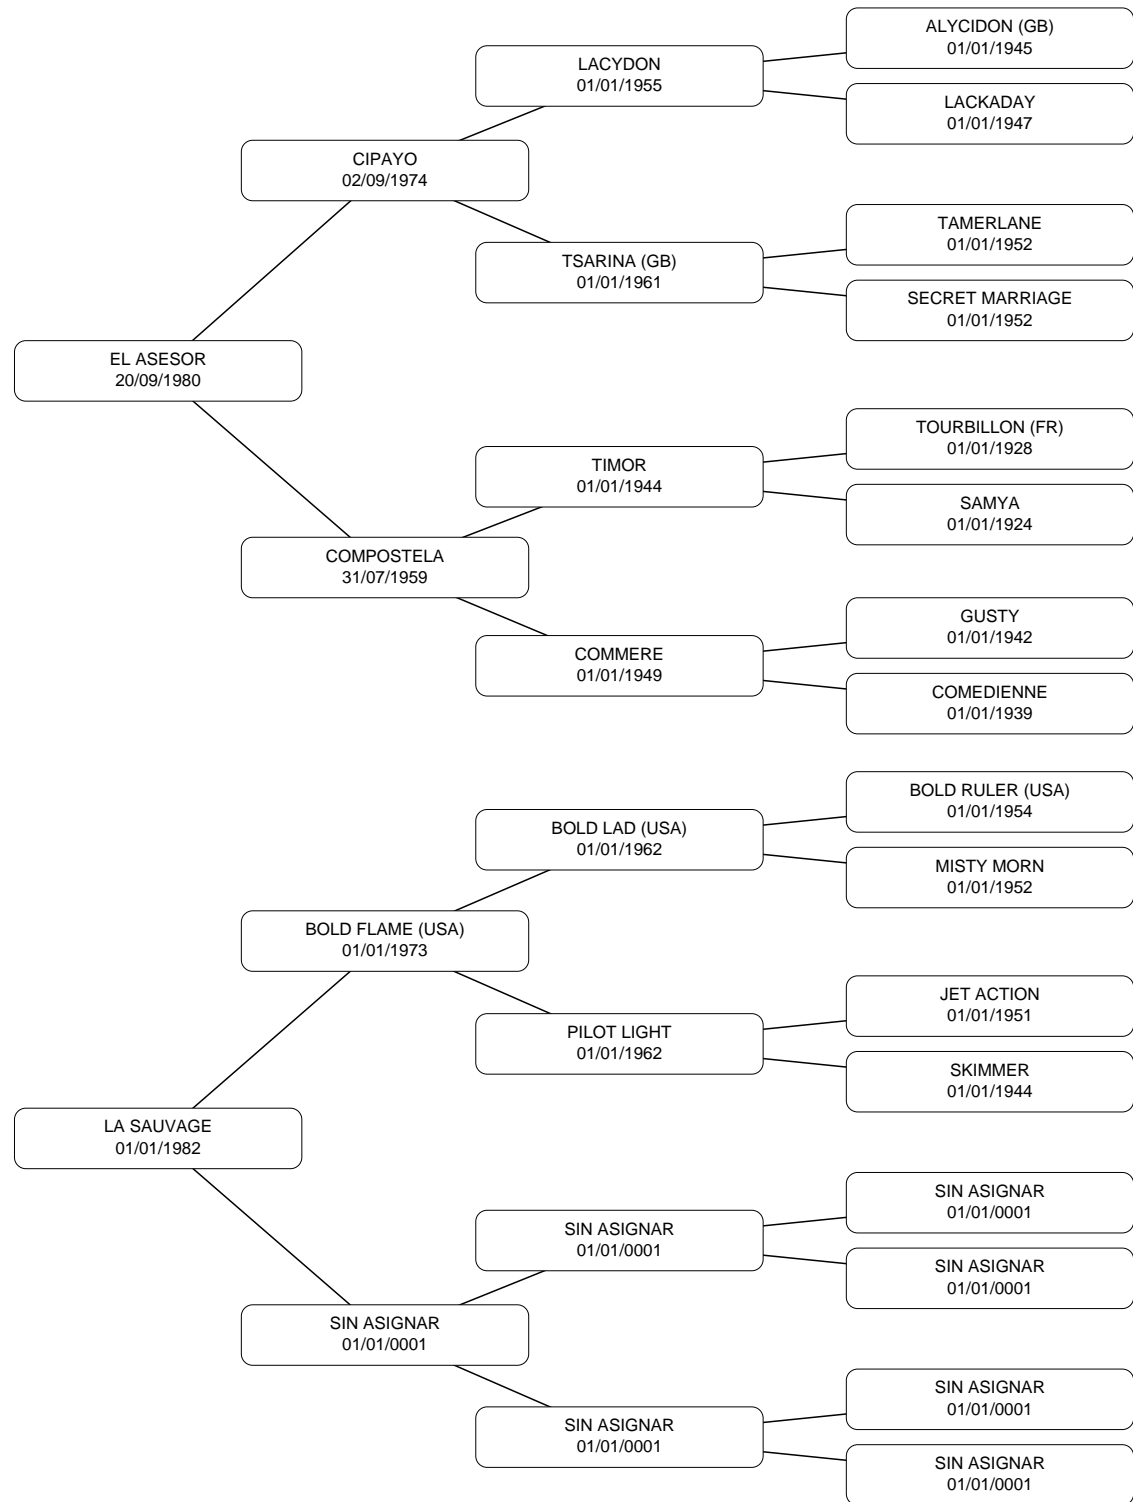 ALYCIDON (GB)
01/01/1945
LACYDON
01/01/1955
LACKADAY
01/01/1947
CIPAYO
02/09/1974
TAMERLANE
01/01/1952
TSARINA (GB)
01/01/1961
SECRET MARRIAGE
01/01/1952
EL ASESOR
20/09/1980
TOURBILLON (FR)
01/01/1928
TIMOR
01/01/1944
SAMYA
01/01/1924
COMPOSTELA
31/07/1959
GUSTY
01/01/1942
COMMERE
01/01/1949
COMEDIENNE
01/01/1939
BOLD RULER (USA)
01/01/1954
BOLD LAD (USA)
01/01/1962
MISTY MORN
01/01/1952
BOLD FLAME (USA)
01/01/1973
JET ACTION
01/01/1951
PILOT LIGHT
01/01/1962
SKIMMER
01/01/1944
LA SAUVAGE
01/01/1982
SIN ASIGNAR
01/01/0001
SIN ASIGNAR
01/01/0001
SIN ASIGNAR
01/01/0001
SIN ASIGNAR
01/01/0001
SIN ASIGNAR
01/01/0001
SIN ASIGNAR
01/01/0001
SIN ASIGNAR
01/01/0001